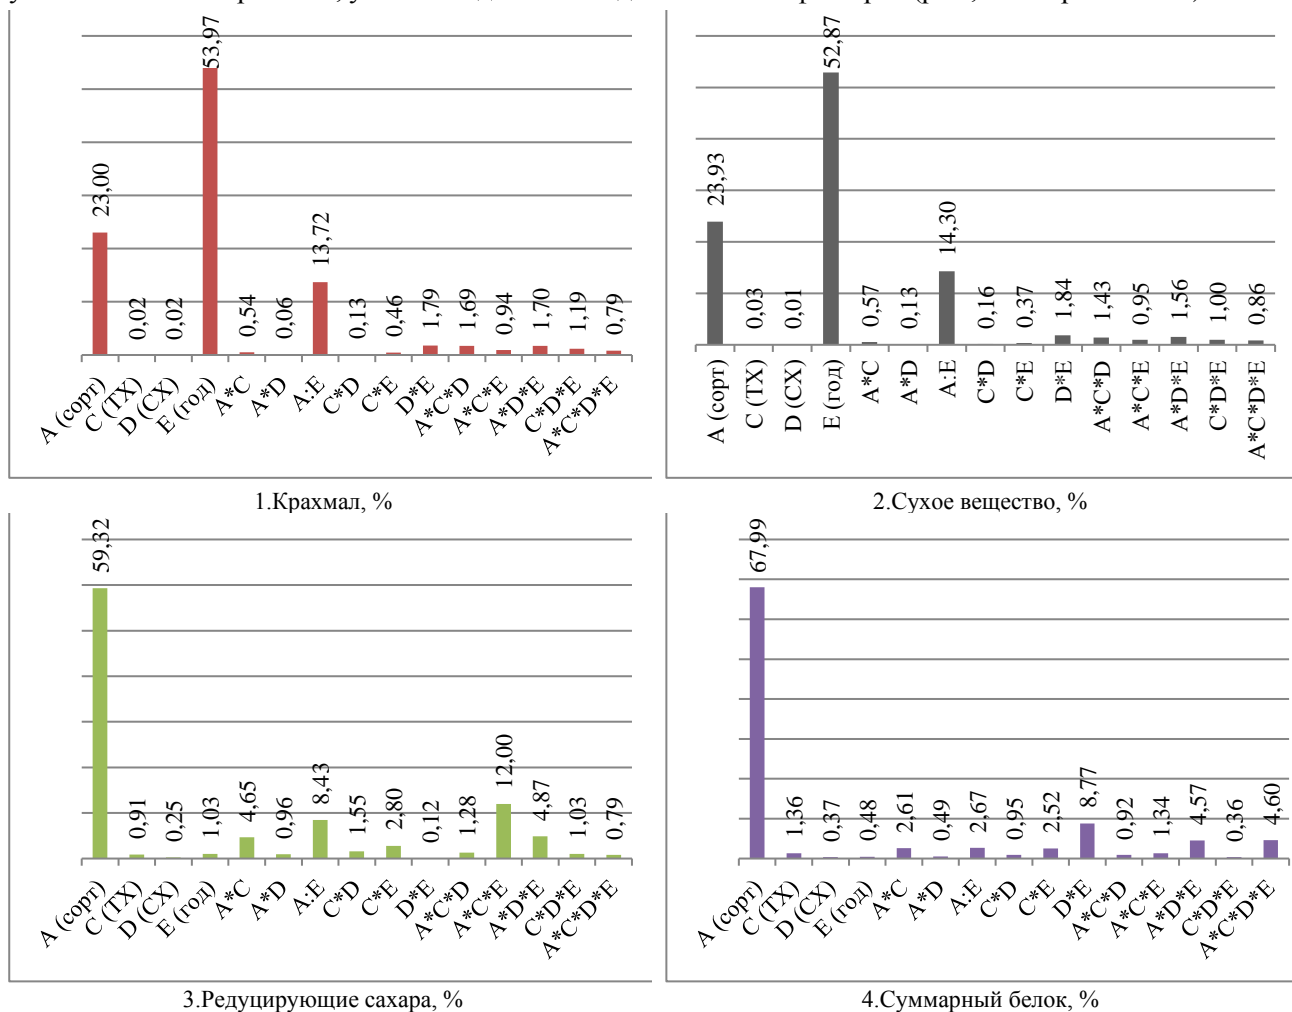 53,97
23,00
13,72
0,02
0,02
0,54
0,06
0,13
0,46
1,79
1,69
0,94
1,70
1,19
0,79
A (сорт)
C (ТХ)
D (СХ)
E (год)
A*C
A*D
A:E
C*D
C*E
D*E
A*C*D
A*C*E
A*D*E
C*D*E
A*C*D*E
1.Крахмал, %
52,87
23,93
14,30
0,03
0,01
0,57
0,13
0,16
0,37
1,84
1,43
0,95
1,56
1,00
0,86
A (сорт)
C (ТХ)
D (СХ)
E (год)
A*C
A*D
A:E
C*D
C*E
D*E
A*C*D
A*C*E
A*D*E
C*D*E
A*C*D*E
2.Сухое вещество, %
59,32
0,91
0,25
1,03
4,65
0,96
8,43
1,55
2,80
0,12
1,28
12,00
4,87
1,03
0,79
A (сорт)
C (ТХ)
D (СХ)
E (год)
A*C
A*D
A:E
C*D
C*E
D*E
A*C*D
A*C*E
A*D*E
C*D*E
A*C*D*E
3.Редуцирующие сахара, %
67,99
1,36
0,37
0,48
2,61
0,49
2,67
0,95
2,52
8,77
0,92
1,34
4,57
0,36
4,60
A (сорт)
C (ТХ)
D (СХ)
E (год)
A*C
A*D
A:E
C*D
C*E
D*E
A*C*D
A*C*E
A*D*E
C*D*E
A*C*D*E
4.Суммарный белок, %